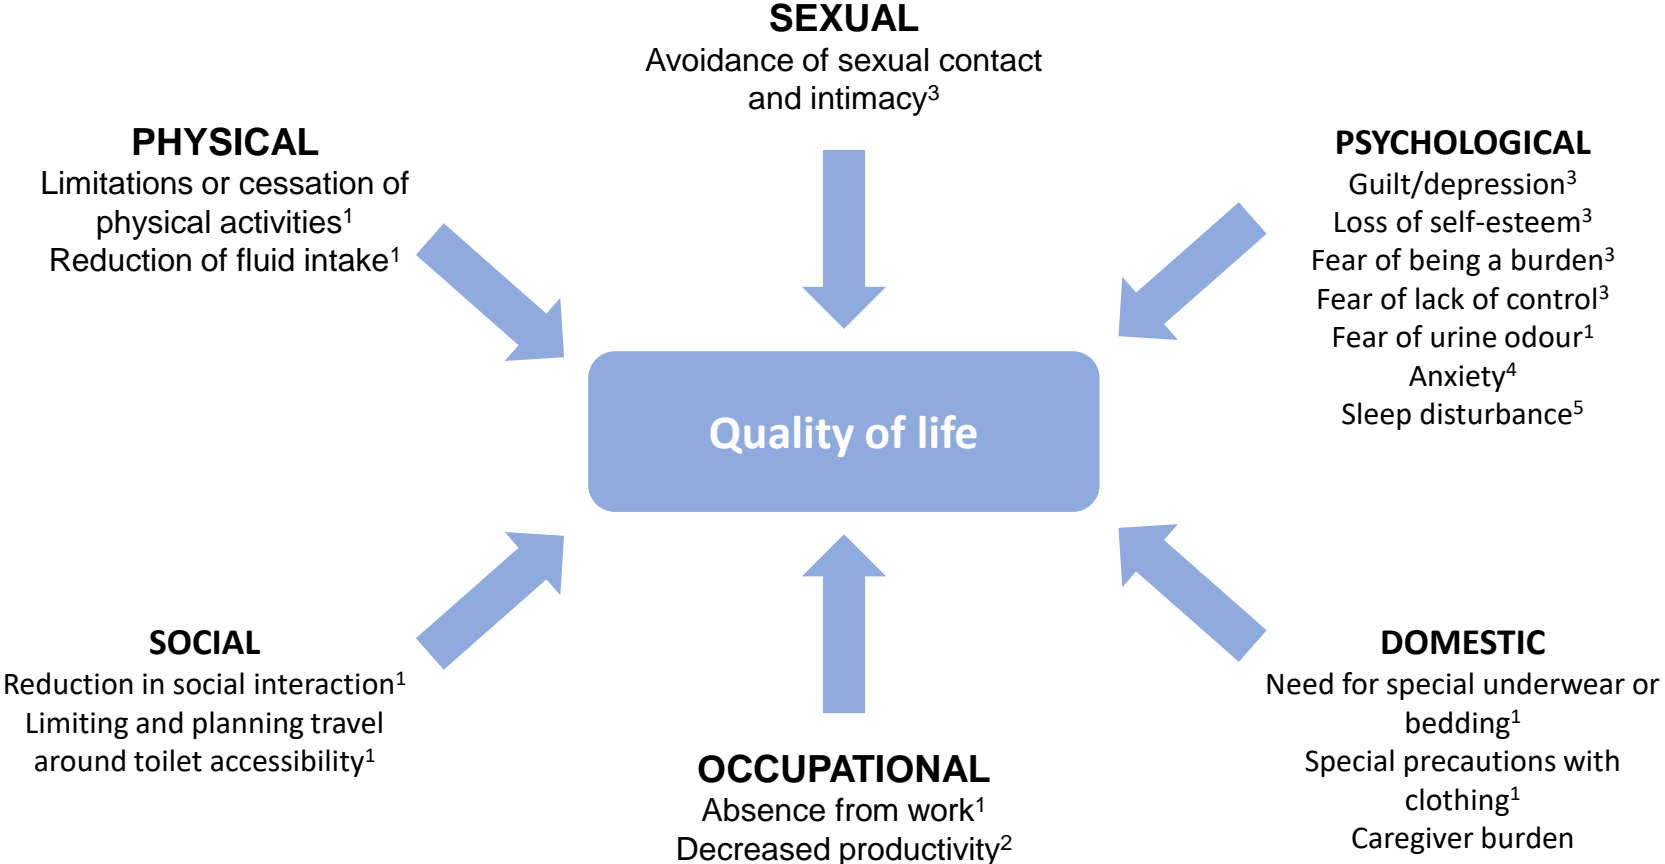 SEXUAL
Avoidance of sexual contact
and intimacy³
PHYSICAL
Limitations or cessation of
physical activities¹
Reduction of fluid intake¹
PSYCHOLOGICAL
Guilt/depression³
Loss of self-esteem³
Fear of being a burden³
Fear of lack of control³
Fear of urine odour¹
Anxiety⁴
Sleep disturbance⁵
Quality of life
SOCIAL
Reduction in social interaction¹
Limiting and planning travel
around toilet accessibility¹
OCCUPATIONAL
Absence from work¹
Decreased productivity²
DOMESTIC
Need for special underwear or
bedding¹
Special precautions with
clothing¹
Caregiver burden